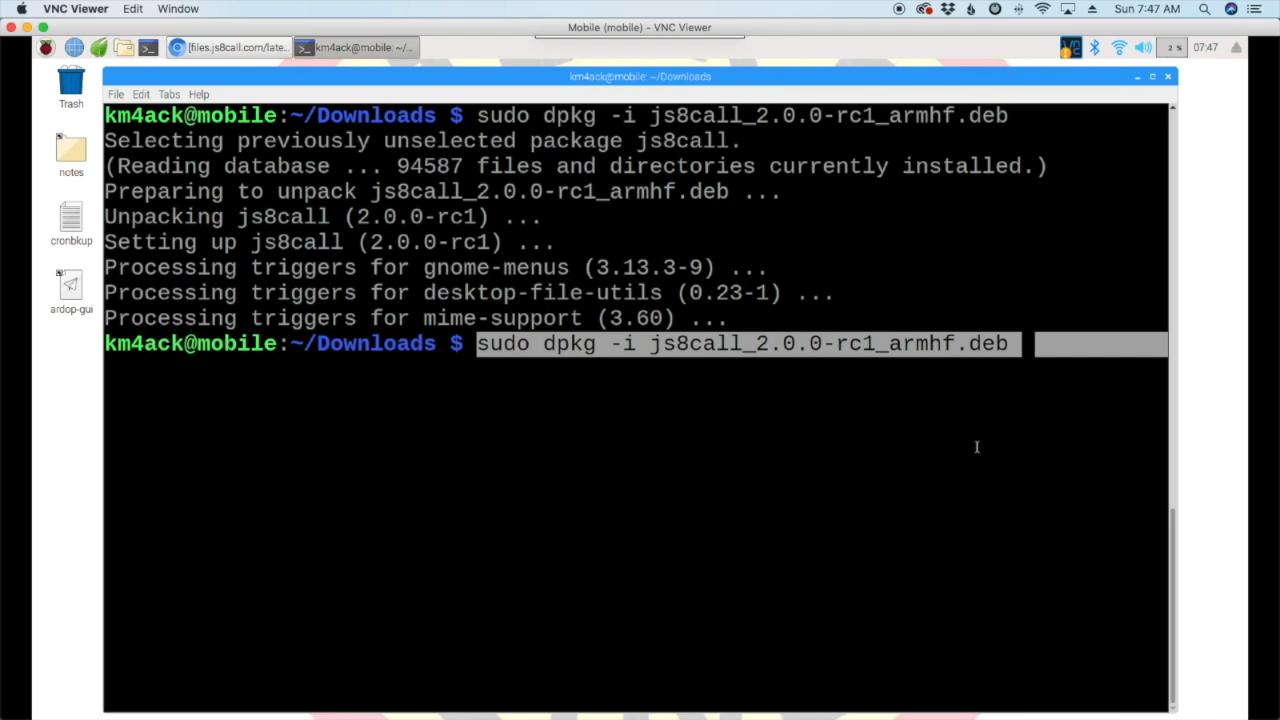 VNC Viewer Edit Window Sun 7:47 AM
Mobile (mobile) - VNC Viewer
[files.js8call.com/late... km4ack@mobile: ~/... 2 % 07:47
km4ack@mobile: ~/Downloads
File Edit Tabs Help
Trash
notes
cronbkup
ardop-gui
km4ack@mobile:~/Downloads $ sudo dpkg -i js8call_2.0.0-rc1_armhf.deb
Selecting previously unselected package js8call.
(Reading database ... 94587 files and directories currently installed.)
Preparing to unpack js8call_2.0.0-rc1_armhf.deb ...
Unpacking js8call (2.0.0-rc1) ...
Setting up js8call (2.0.0-rc1) ...
Processing triggers for gnome-menus (3.13.3-9) ...
Processing triggers for desktop-file-utils (0.23-1) ...
Processing triggers for mime-support (3.60) ...
km4ack@mobile:~/Downloads $ sudo dpkg -i js8call_2.0.0-rc1_armhf.deb